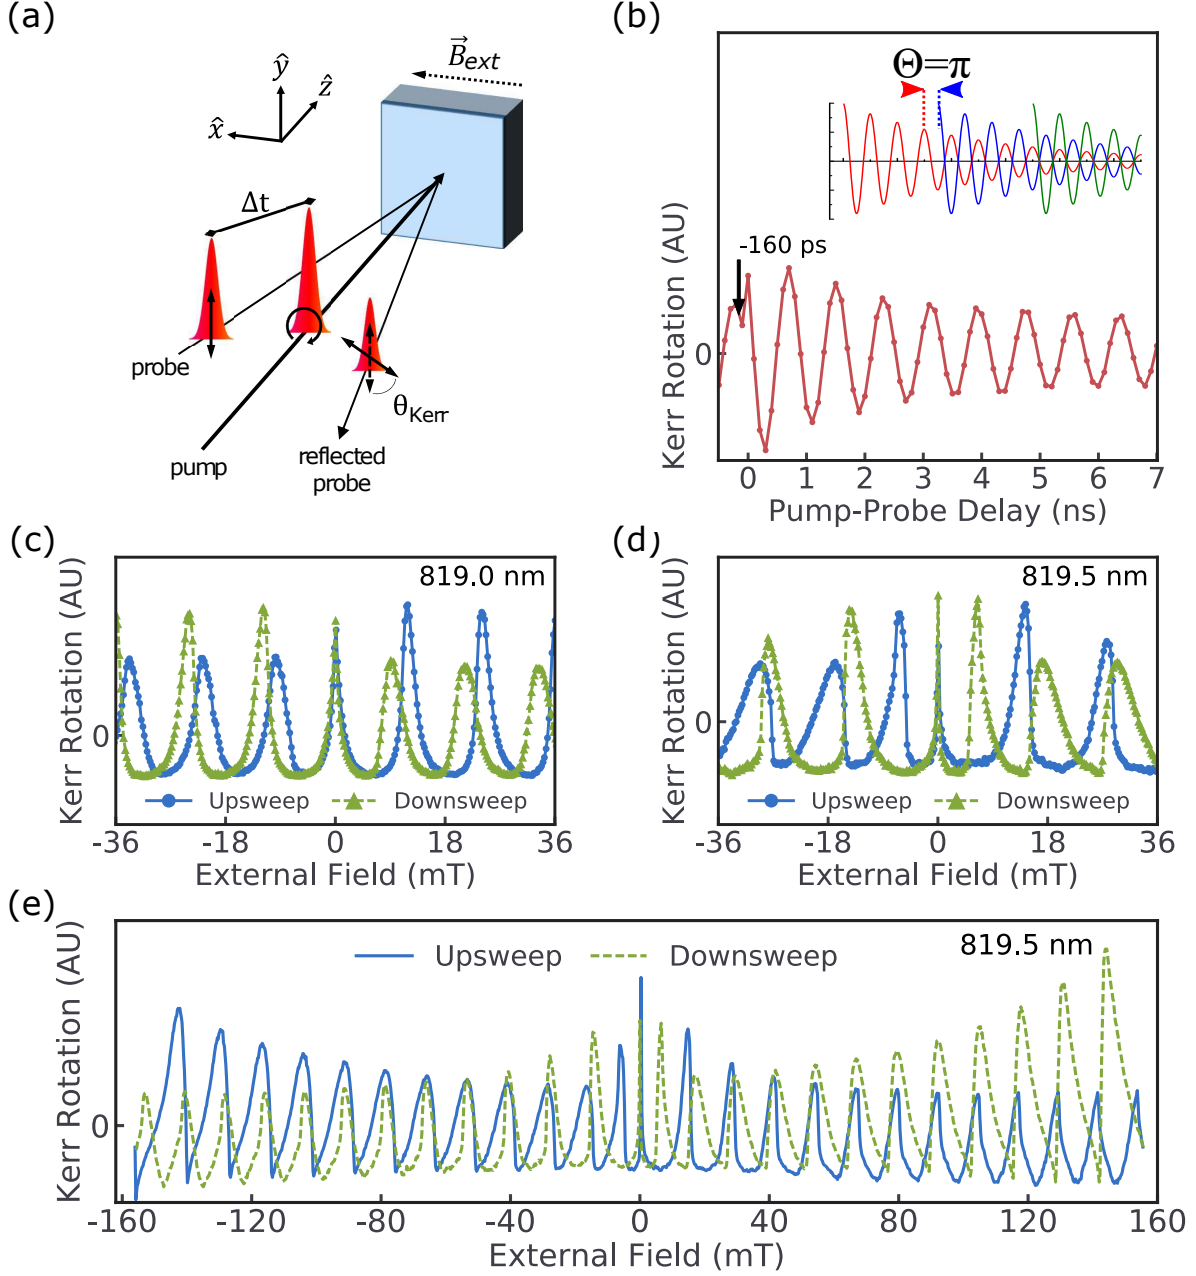 (a)
ŷ
ẑ
x̂
B⃗ext
Δt
probe
pump
reflected
probe
θKerr
(b)
Θ=π
-160 ps
Kerr Rotation (AU)
0
0 1 2 3 4 5 6 7
Pump-Probe Delay (ns)
(c)
819.0 nm
Kerr Rotation (AU)
0
Upsweep Downsweep
-36 -18 0 18 36
External Field (mT)
(d)
819.5 nm
Kerr Rotation (AU)
0
Upsweep Downsweep
-36 -18 0 18 36
External Field (mT)
(e)
Upsweep Downsweep
819.5 nm
Kerr Rotation (AU)
0
-160 -120 -80 -40 0 40 80 120 160
External Field (mT)